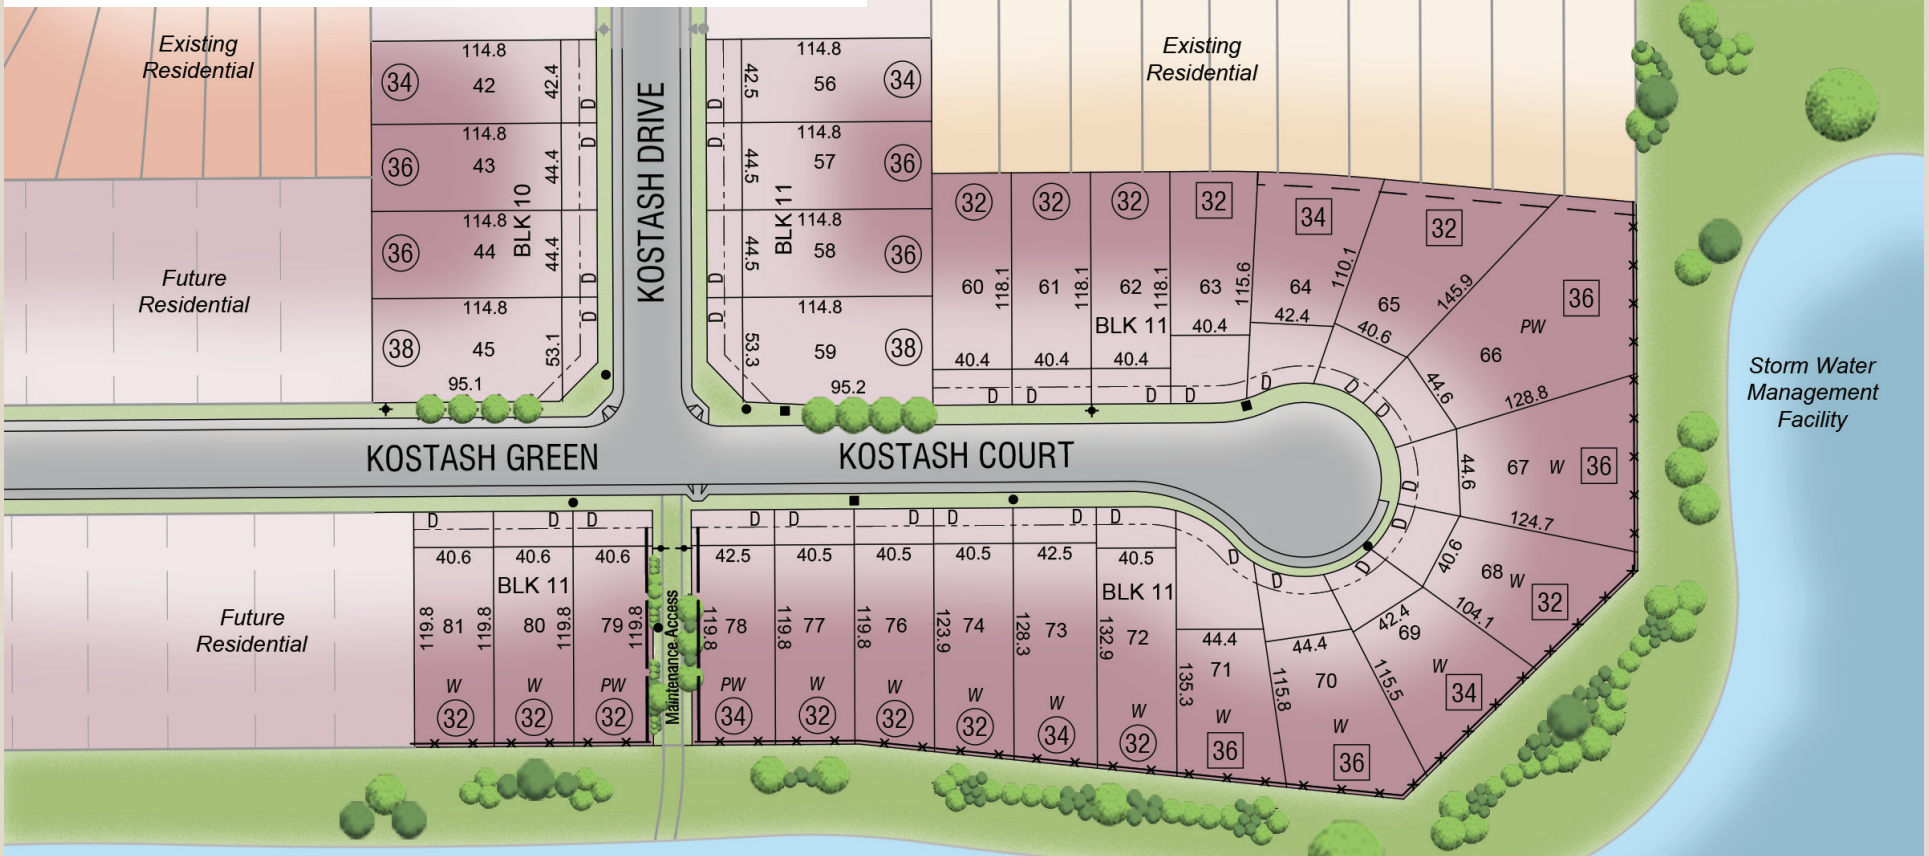 Existing
Residential
114.8
34
42
42.4
D
114.8
36
43
44.4
D
BLK 10
114.8
36
44
44.4
D
114.8
38
45
53.1
D
95.1
KOSTASH DRIVE
114.8
42.5
56
34
D
114.8
44.5
57
36
D
BLK 11
114.8
44.5
58
36
D
114.8
53.3
59
38
D
95.2
Existing
Residential
Future
Residential
32
60
118.1
40.4
D
32
61
118.1
40.4
D
32
62
118.1
BLK 11
40.4
D
32
63
115.6
40.4
D
34
64
110.1
42.4
D
32
65
145.9
40.6
D
36
PW
66
44.6
128.8
D
67
W
36
44.6
124.7
D
68
W
32
40.6
104.1
D
69
W
34
42.4
115.5
D
70
W
36
44.4
115.8
D
71
W
36
44.4
135.3
D
Storm Water
Management
Facility
KOSTASH GREEN
KOSTASH COURT
D
D
D
40.6
40.6
40.6
BLK 11
119.8
81
119.8
80
119.8
79
119.8
W
W
PW
32
32
32
Maintenance Access
D
D
D
D
D
D
42.5
40.5
40.5
40.5
42.5
40.5
BLK 11
119.8
78
119.8
77
119.8
76
123.9
74
128.3
73
132.9
72
PW
W
W
W
W
W
34
32
32
32
34
32
Future
Residential